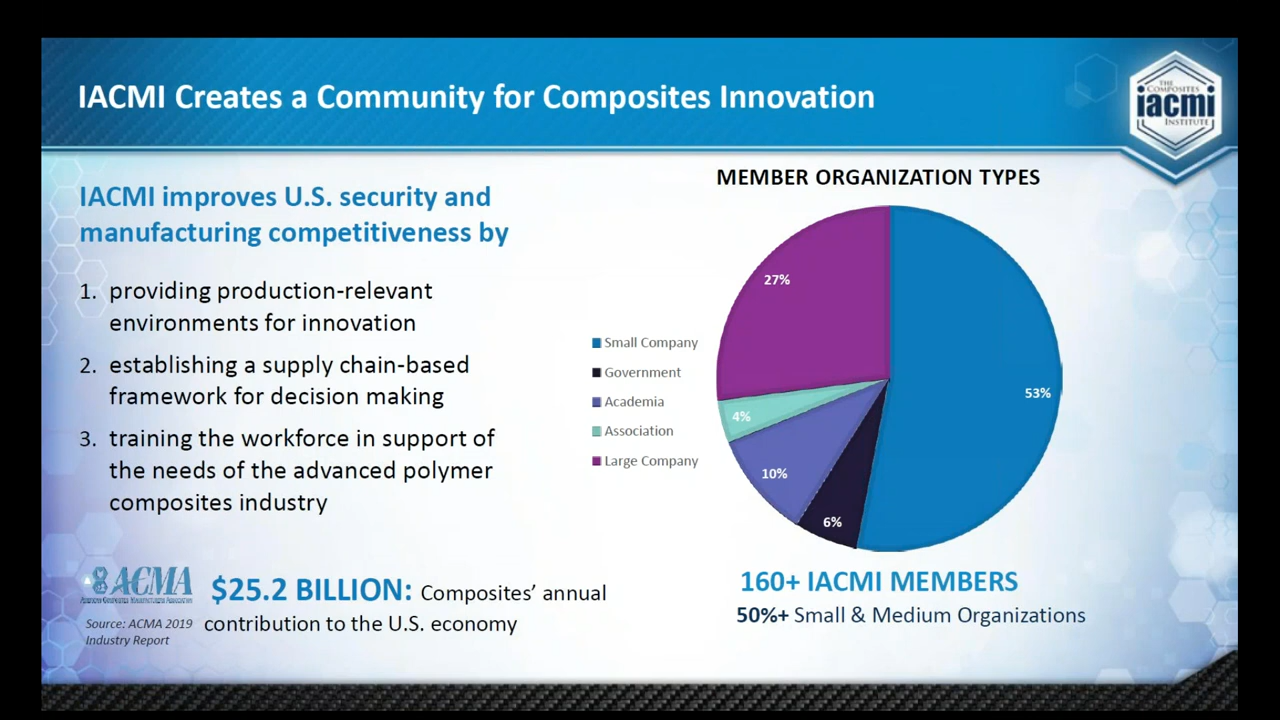 IACMI Creates a Community for Composites Innovation
THE
COMPOSITES
iacmi
INSTITUTE
IACMI improves U.S. security and
manufacturing competitiveness by
1. providing production-relevant
environments for innovation
2. establishing a supply chain-based
framework for decision making
3. training the workforce in support of
the needs of the advanced polymer
composites industry
ACMA
AMERICAN COMPOSITES MANUFACTURERS ASSOCIATION
Source: ACMA 2019
Industry Report
$25.2 BILLION: Composites’ annual
contribution to the U.S. economy
MEMBER ORGANIZATION TYPES
Small Company
Government
Academia
Association
Large Company
27%
53%
4%
10%
6%
160+ IACMI MEMBERS
50%+ Small & Medium Organizations